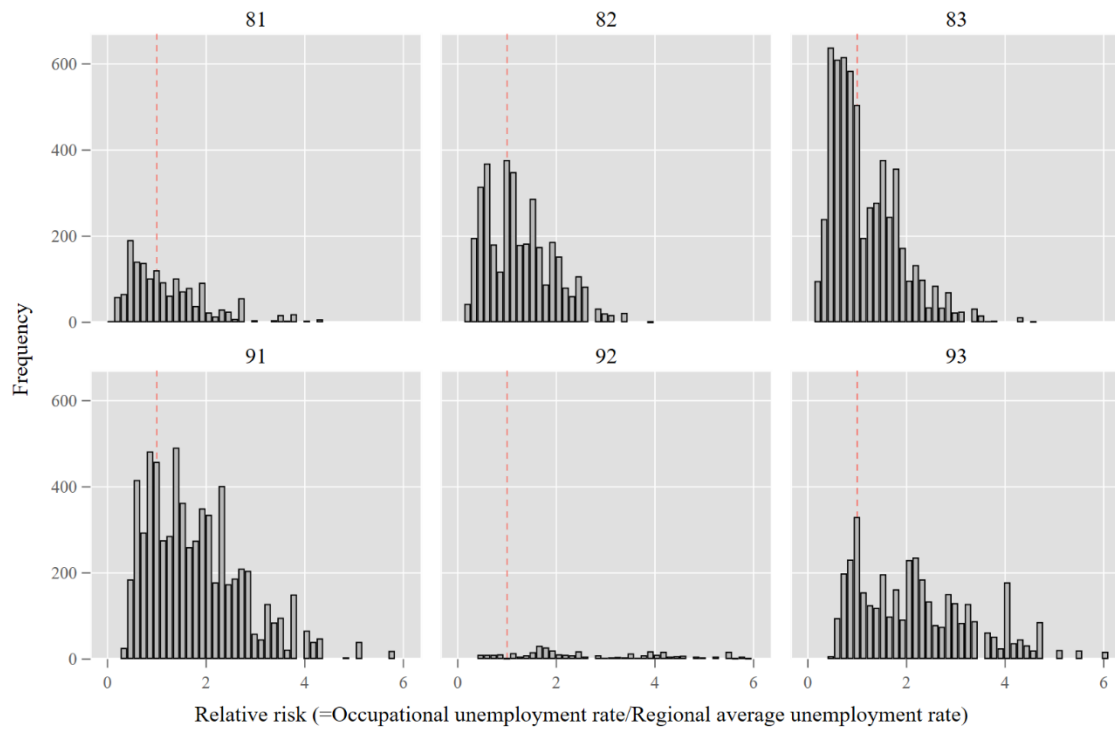 81 82 83
600
400
200
0
91 92 93
600
400
200
0
0 2 4 6 0 2 4 6 0 2 4 6
Frequency
Relative risk (=Occupational unemployment rate/Regional average unemployment rate)